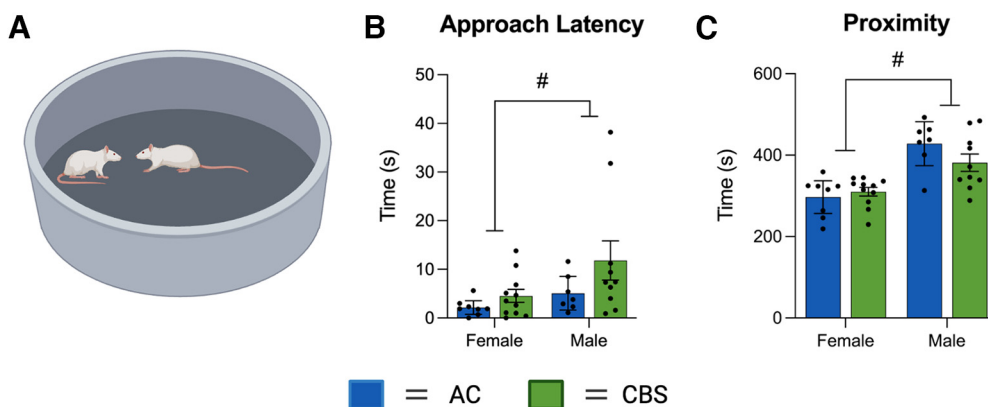 A
B
Approach Latency
C
Proximity
#
50
40
30
20
10
0
Time (s)
Female
Male
#
600
400
200
0
Time (s)
Female
Male
= AC
= CBS